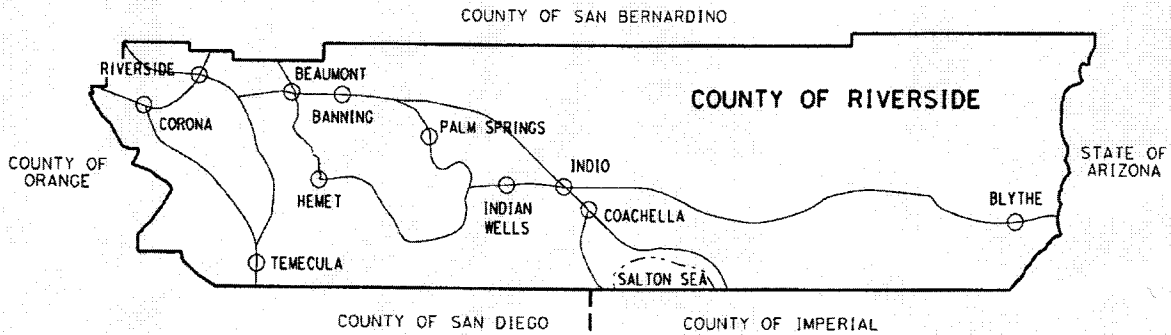 COUNTY OF SAN BERNARDINO
RIVERSIDE
BEAUMONT
COUNTY OF RIVERSIDE
CORONA
BANNING
PALM SPRINGS
COUNTY OF
ORANGE
STATE OF
ARIZONA
INDIO
HEMET
INDIAN
WELLS
COACHELLA
BLYTHE
TEMECULA
SALTON SEA
COUNTY OF SAN DIEGO
COUNTY OF IMPERIAL